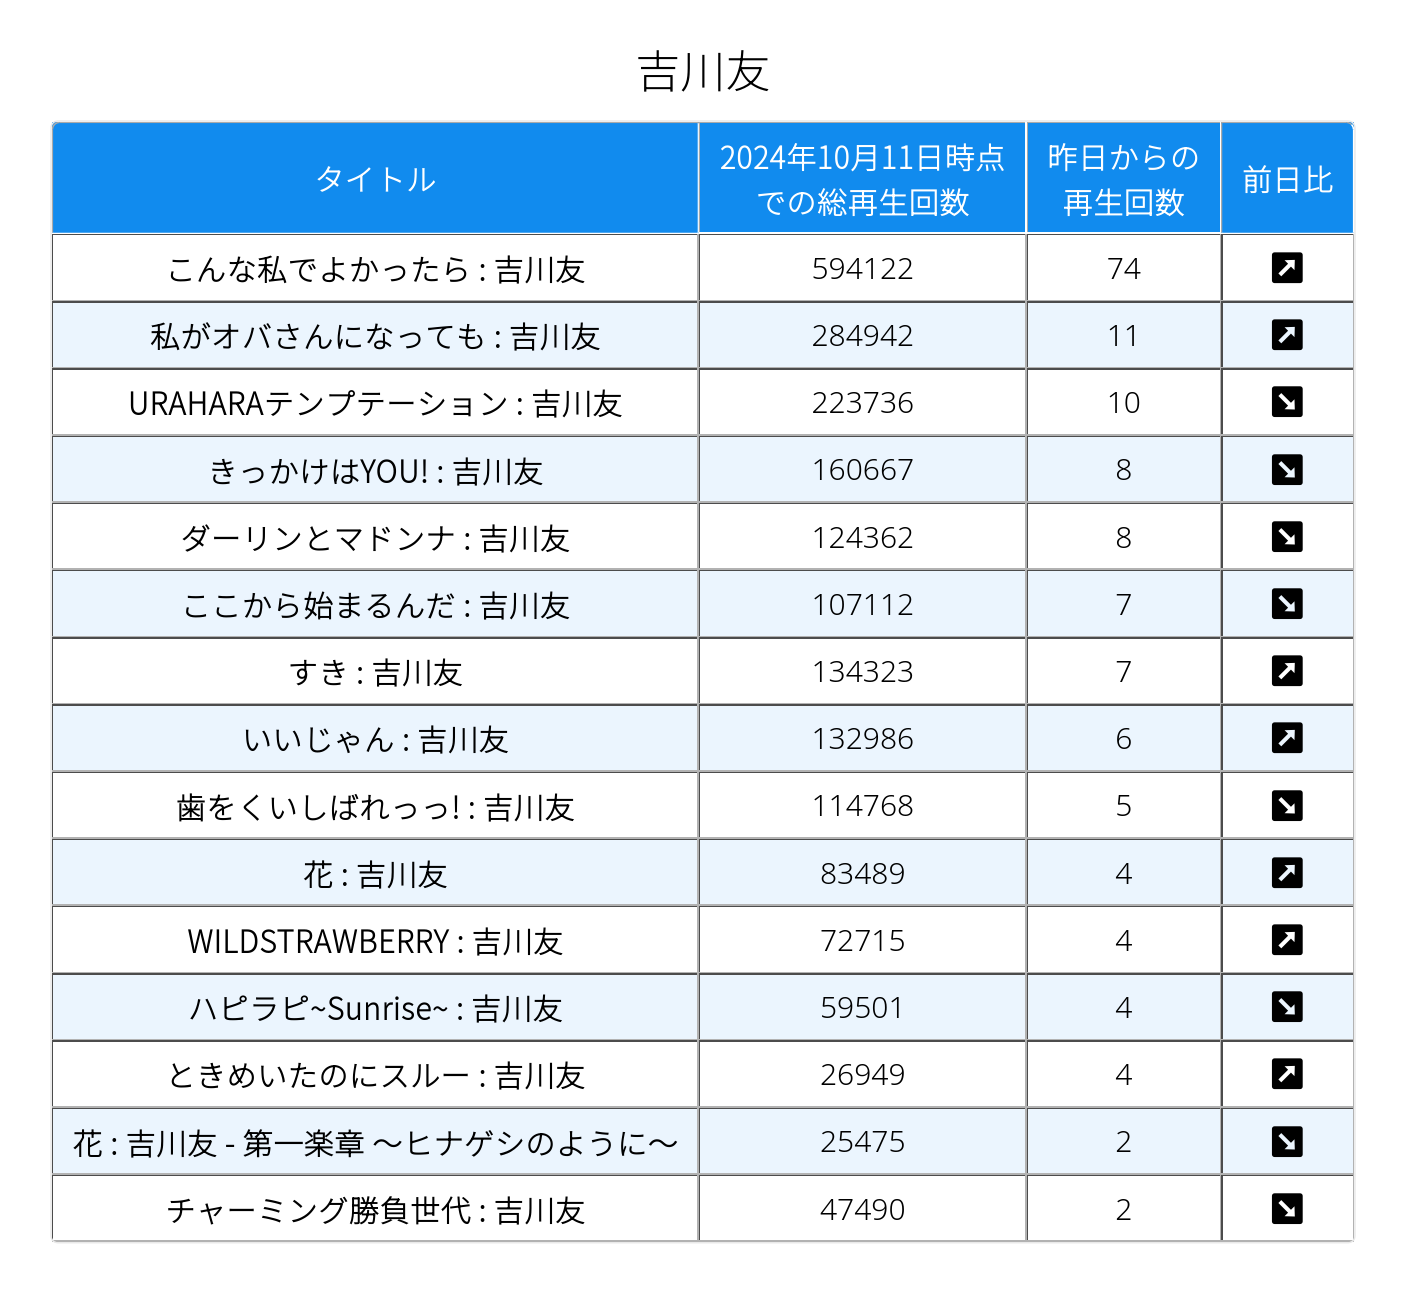 吉川友
タイトル 2024年10月11日時点での総再生回数 昨日からの再生回数 前日比
こんな私でよかったら : 吉川友 594122 74 ↗
私がオバさんになっても : 吉川友 284942 11 ↗
URAHARAテンプテーション : 吉川友 223736 10 ↘
きっかけはYOU! : 吉川友 160667 8 ↘
ダーリンとマドンナ : 吉川友 124362 8 ↘
ここから始まるんだ : 吉川友 107112 7 ↘
すき : 吉川友 134323 7 ↗
いいじゃん : 吉川友 132986 6 ↗
歯をくいしばれっっ! : 吉川友 114768 5 ↘
花 : 吉川友 83489 4 ↗
WILDSTRAWBERRY : 吉川友 72715 4 ↗
ハピラピ~Sunrise~ : 吉川友 59501 4 ↘
ときめいたのにスルー : 吉川友 26949 4 ↗
花 : 吉川友 - 第一楽章 〜ヒナゲシのように〜 25475 2 ↘
チャーミング勝負世代 : 吉川友 47490 2 ↘